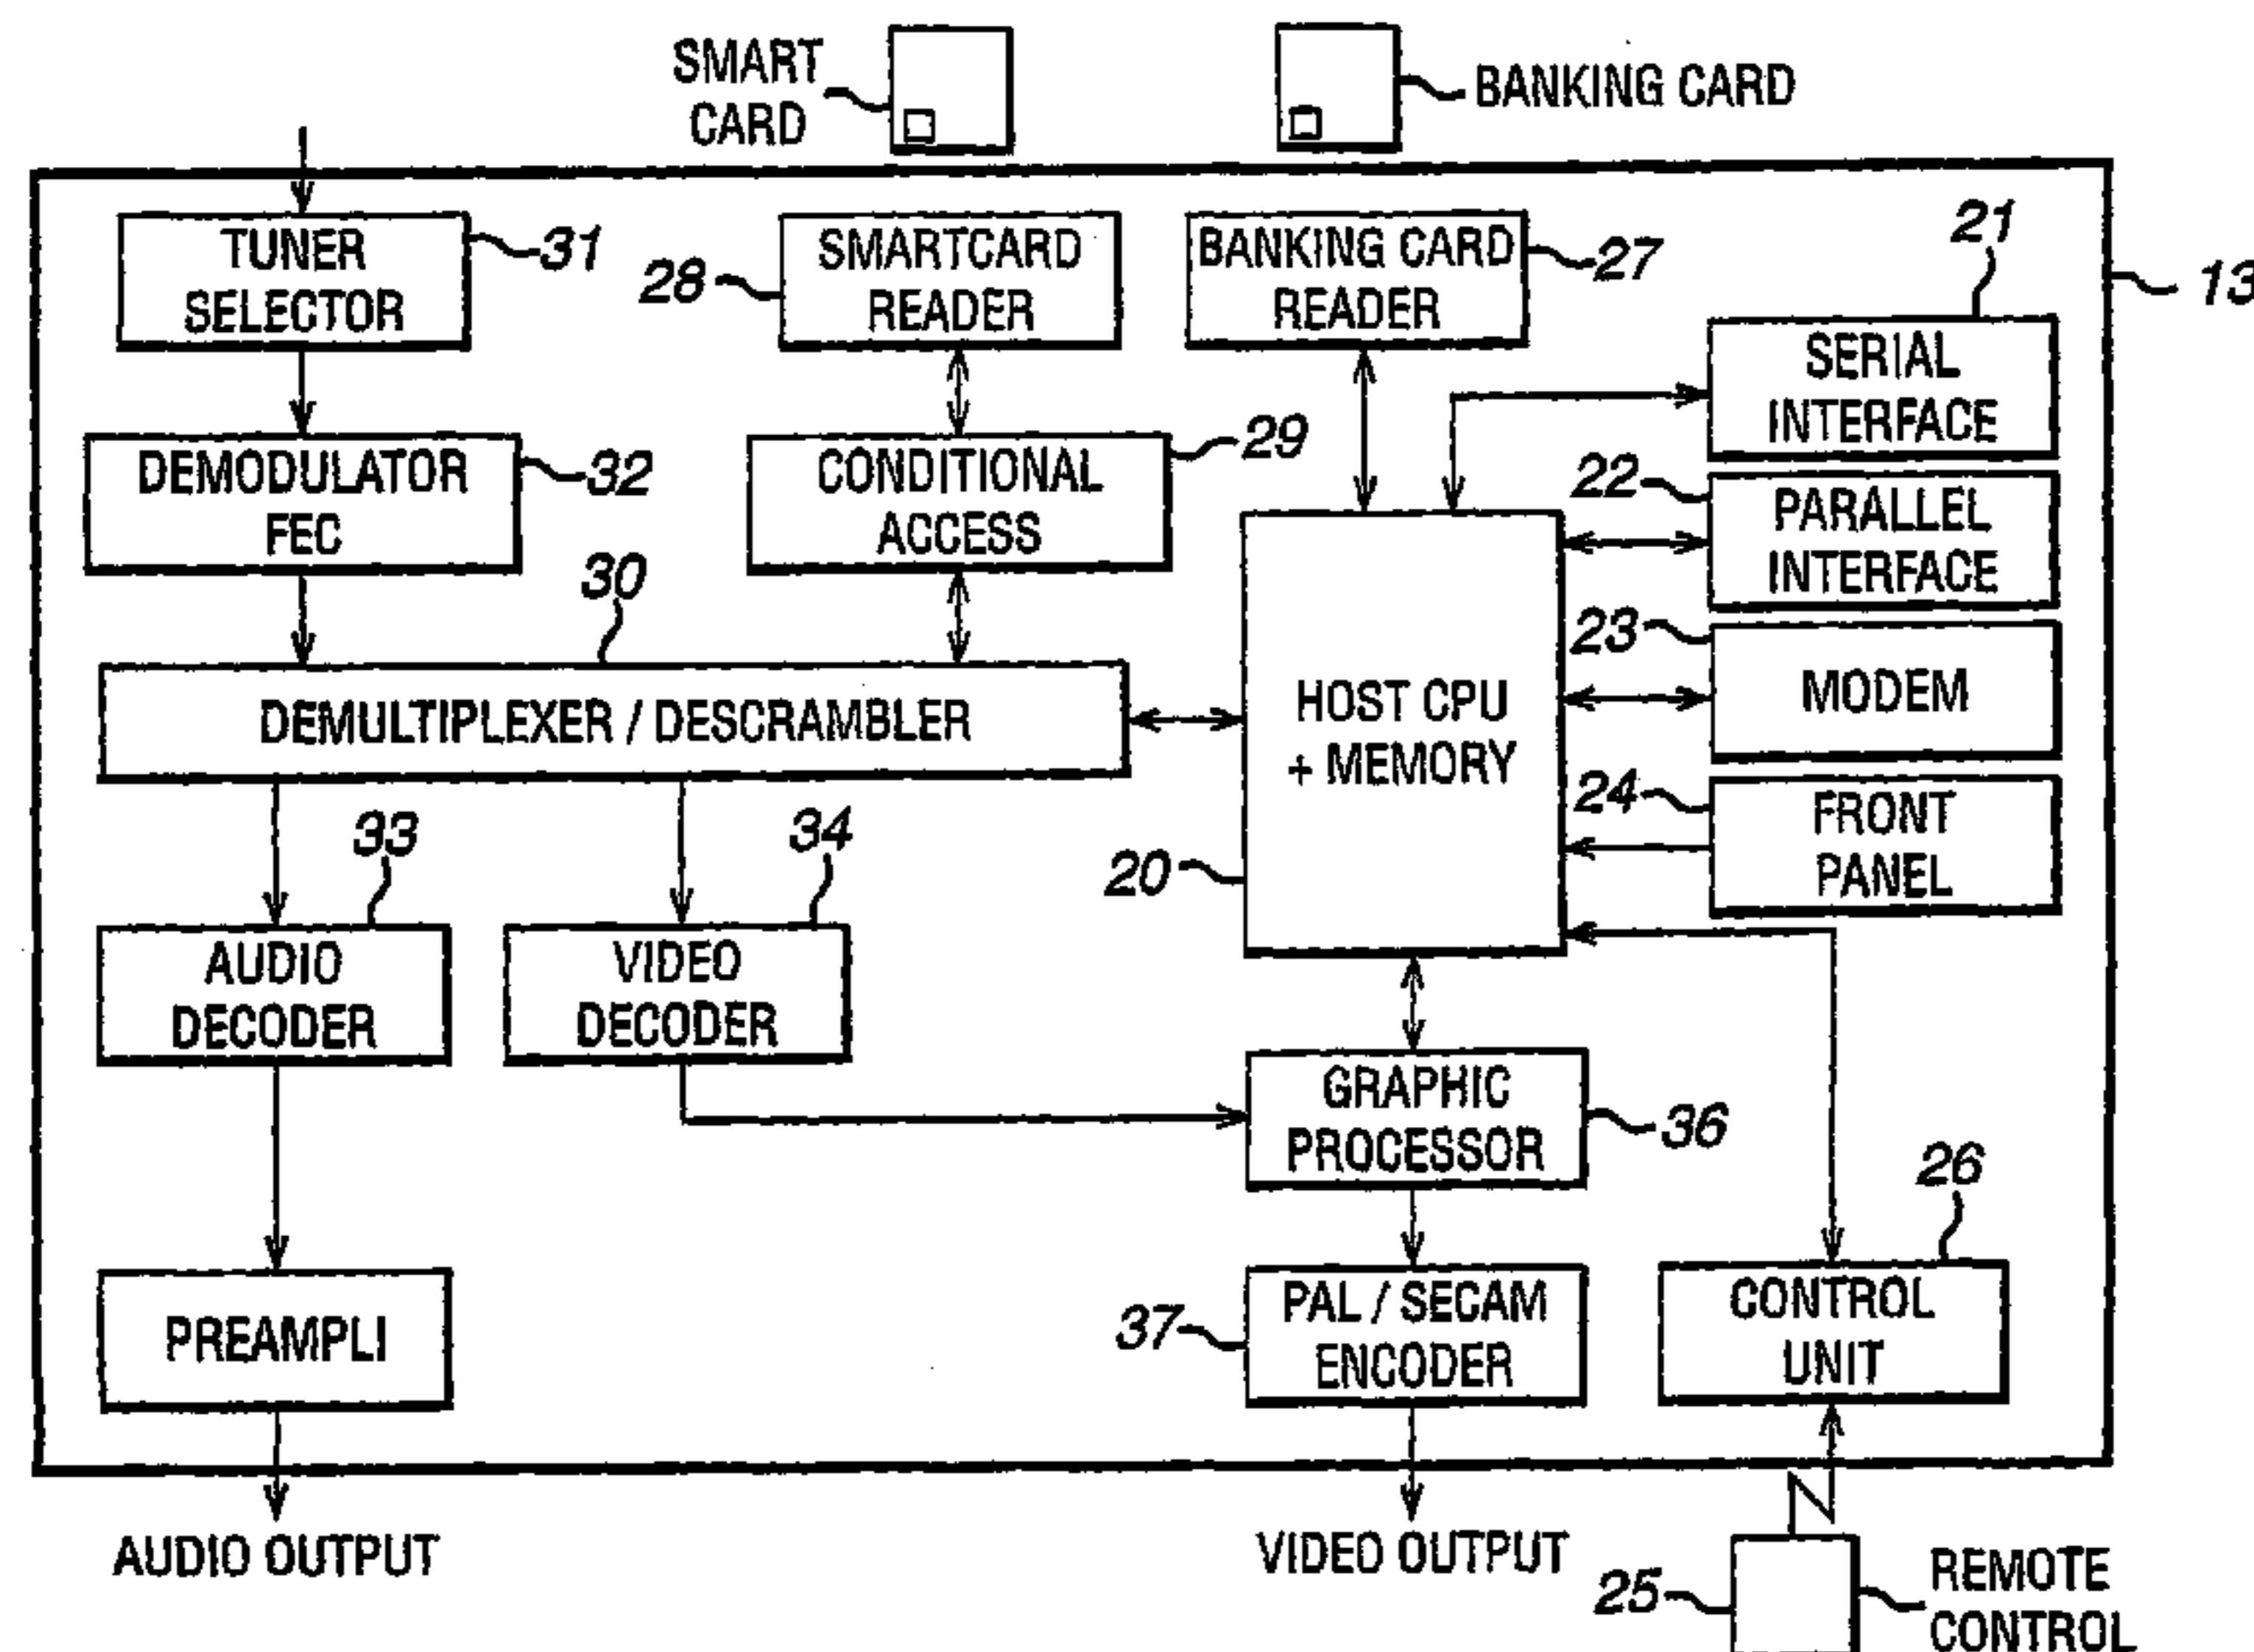 SMART
CARD
BANKING CARD
TUNER
SELECTOR
31
28
SMARTCARD
READER
BANKING CARD
READER
27
21
13
SERIAL
INTERFACE
DEMODULATOR
FEC
32
CONDITIONAL
ACCESS
29
22
PARALLEL
INTERFACE
30
DEMULTIPLEXER / DESCRAMBLER
HOST CPU
+ MEMORY
20
23
MODEM
24
FRONT
PANEL
33
AUDIO
DECODER
34
VIDEO
DECODER
GRAPHIC
PROCESSOR
36
26
PREAMPLI
37
PAL / SECAM
ENCODER
CONTROL
UNIT
AUDIO OUTPUT
VIDEO OUTPUT
25
REMOTE
CONTROL